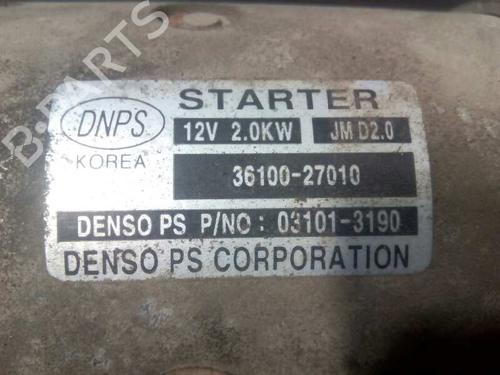 B-PARTS
DNPS
KOREA
STARTER
12V 2.0KW JM D2.0
36100-27010
DENSO PS P/NO : 03101-3190
DENSO PS CORPORATION